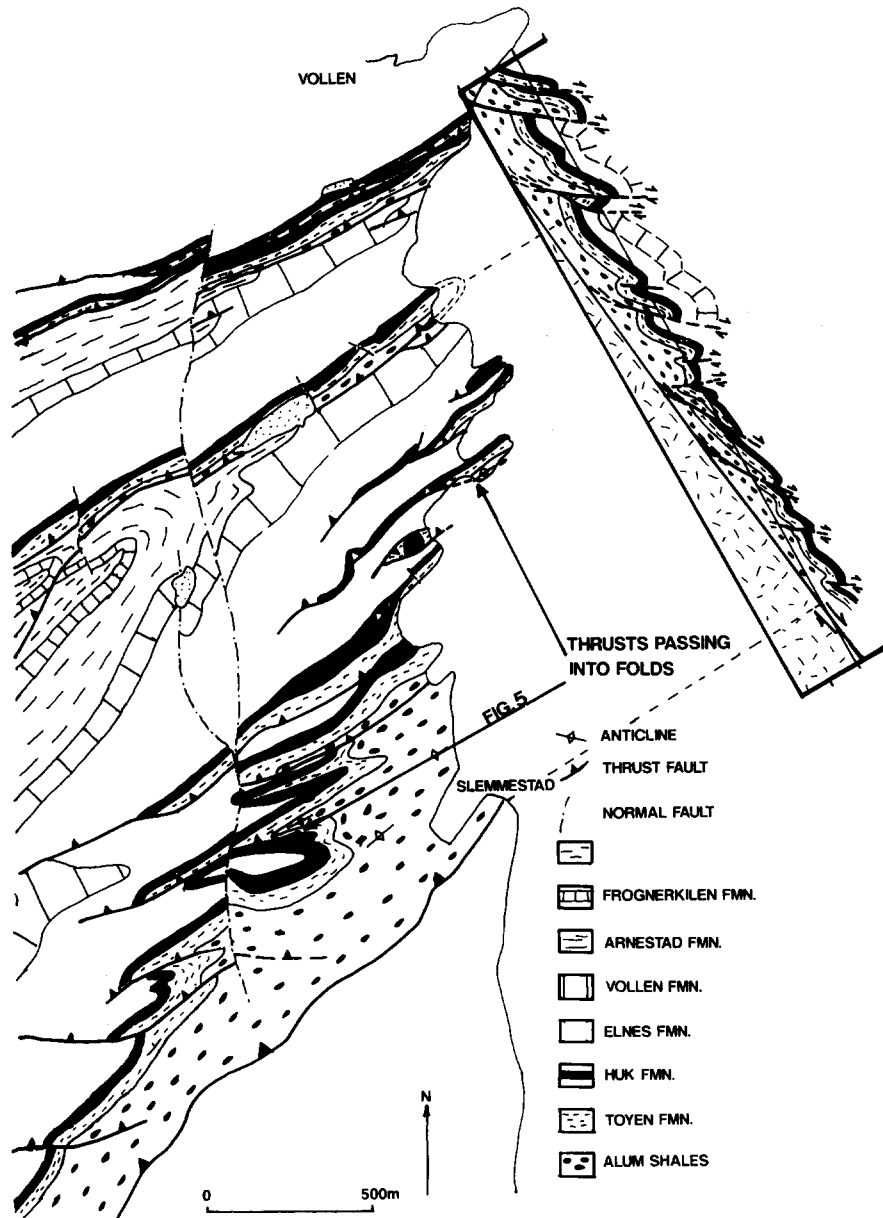 VOLLEN
THRUSTS PASSING
INTO FOLDS
FIG. 5
SLEMMESTAD
ANTICLINE
THRUST FAULT
NORMAL FAULT
FROGNERKILEN FMN.
ARNESTAD FMN.
VOLLEN FMN.
ELNES FMN.
HUK FMN.
TOYEN FMN.
ALUM SHALES
N
0 500m